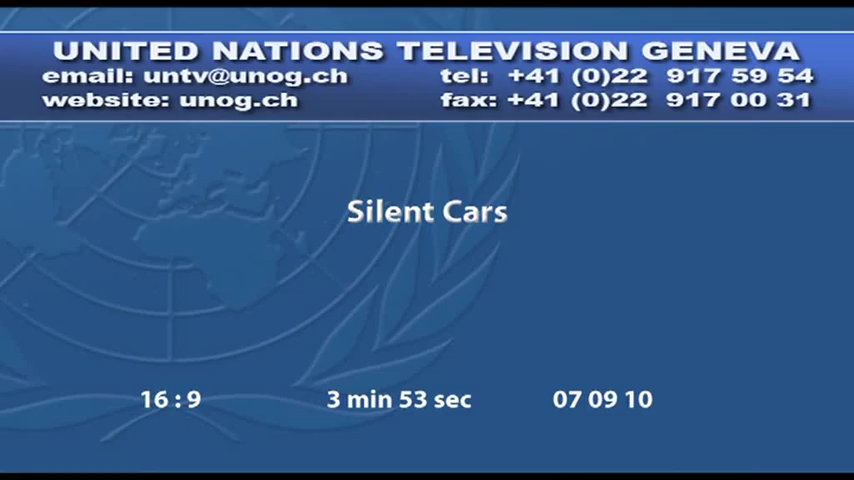 UNITED NATIONS TELEVISION GENEVA
email: untv@unog.ch tel: +41 (0)22 917 59 54
website: unog.ch fax: +41 (0)22 917 00 31
Silent Cars
16 : 9 3 min 53 sec 07 09 10